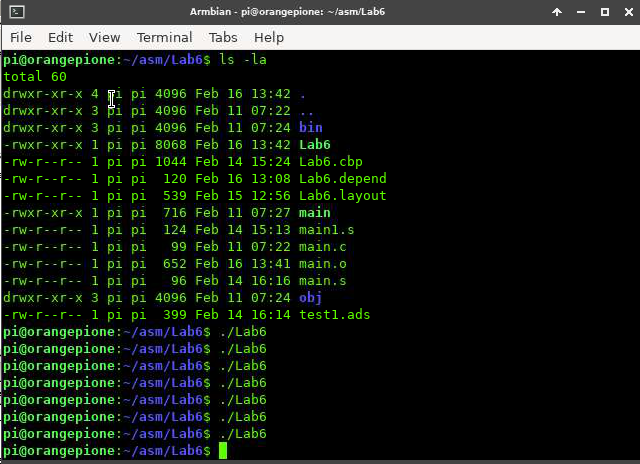 Armbian - pi@orangepione: ~/asm/Lab6
File Edit View Terminal Tabs Help
pi@orangepione:~/asm/Lab6$ ls -la
total 60
drwxr-xr-x 4 pi pi 4096 Feb 16 13:42 .
drwxr-xr-x 3 pi pi 4096 Feb 11 07:22 ..
drwxr-xr-x 3 pi pi 4096 Feb 11 07:24 bin
-rwxr-xr-x 1 pi pi 8068 Feb 16 13:42 Lab6
-rw-r--r-- 1 pi pi 1044 Feb 14 15:24 Lab6.cbp
-rw-r--r-- 1 pi pi  120 Feb 16 13:08 Lab6.depend
-rw-r--r-- 1 pi pi  539 Feb 15 12:56 Lab6.layout
-rwxr-xr-x 1 pi pi  716 Feb 11 07:27 main
-rw-r--r-- 1 pi pi  124 Feb 14 15:13 main1.s
-rw-r--r-- 1 pi pi   99 Feb 11 07:22 main.c
-rw-r--r-- 1 pi pi  652 Feb 16 13:41 main.o
-rw-r--r-- 1 pi pi   96 Feb 14 16:16 main.s
drwxr-xr-x 3 pi pi 4096 Feb 11 07:24 obj
-rw-r--r-- 1 pi pi  399 Feb 14 16:14 test1.ads
pi@orangepione:~/asm/Lab6$ ./Lab6
pi@orangepione:~/asm/Lab6$ ./Lab6
pi@orangepione:~/asm/Lab6$ ./Lab6
pi@orangepione:~/asm/Lab6$ ./Lab6
pi@orangepione:~/asm/Lab6$ ./Lab6
pi@orangepione:~/asm/Lab6$ ./Lab6
pi@orangepione:~/asm/Lab6$ ./Lab6
pi@orangepione:~/asm/Lab6$